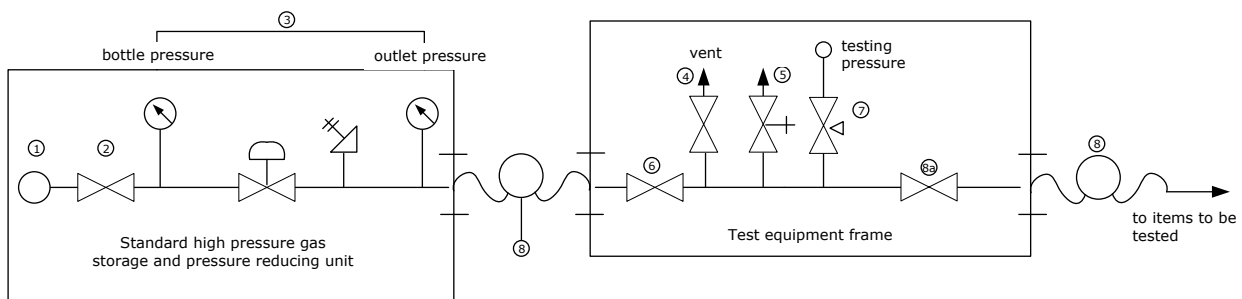 3
bottle pressure
outlet pressure
vent
testing
pressure
4
5
7
1
2
6
8a
8
8
Standard high pressure gas
storage and pressure reducing unit
Test equipment frame
to items to be
tested